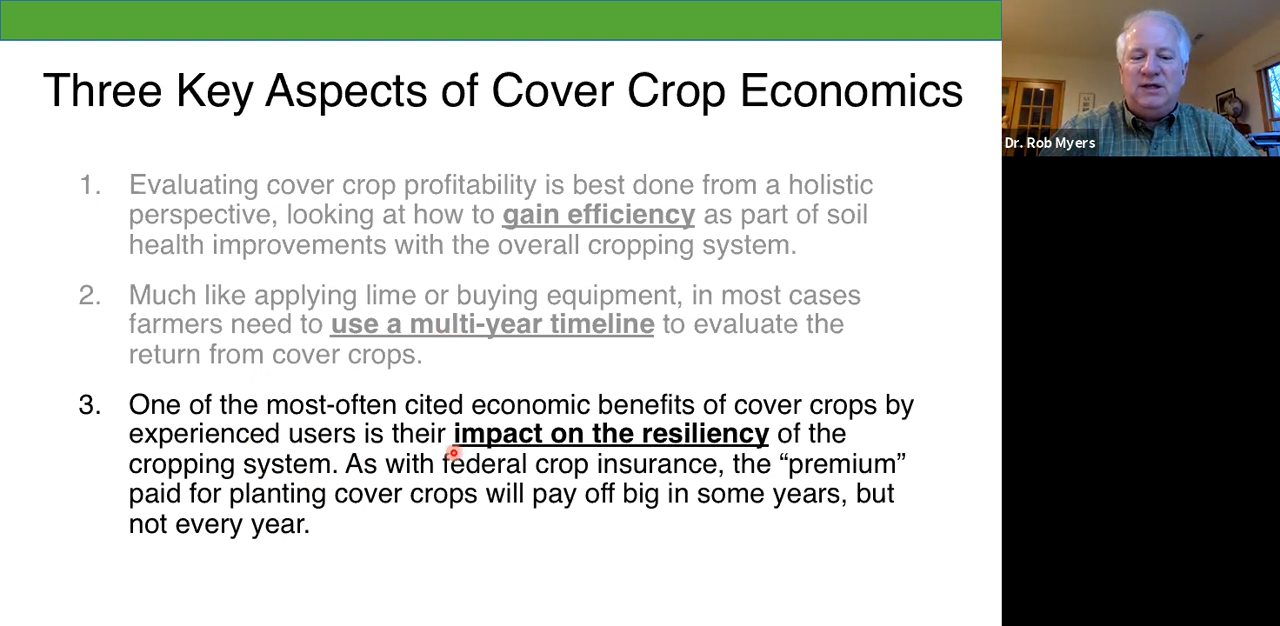 Three Key Aspects of Cover Crop Economics
1. Evaluating cover crop profitability is best done from a holistic
perspective, looking at how to gain efficiency as part of soil
health improvements with the overall cropping system.
2. Much like applying lime or buying equipment, in most cases
farmers need to use a multi-year timeline to evaluate the
return from cover crops.
3. One of the most-often cited economic benefits of cover crops by
experienced users is their impact on the resiliency of the
cropping system. As with federal crop insurance, the “premium”
paid for planting cover crops will pay off big in some years, but
not every year.
Dr. Rob Myers